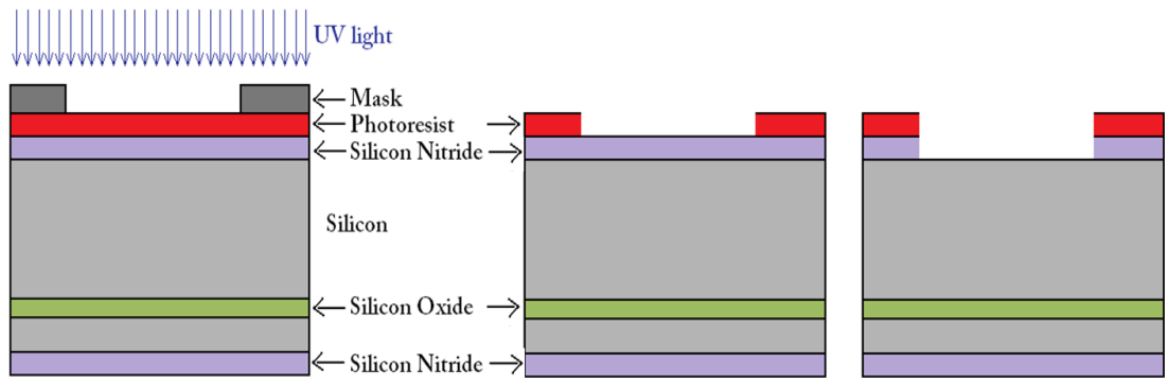 UV light
Mask
Photoresist
Silicon Nitride
Silicon
Silicon Oxide
Silicon Nitride